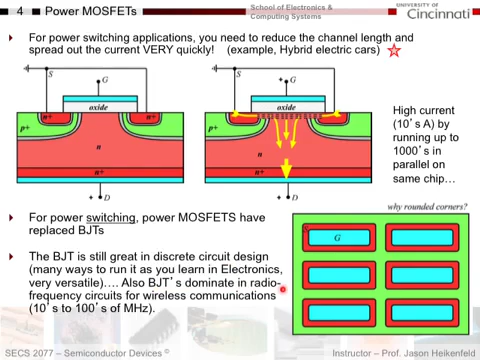 4
Power MOSFETs
School of Electronics &
Computing Systems
UNIVERSITY OF
Cincinnati
For power switching applications, you need to reduce the channel length and
spread out the current VERY quickly! (example, Hybrid electric cars)
S
G
oxide
n+
n+
p+
n
n+
D
S
G
oxide
p+
n
n+
D
High current
(10's A) by
running up to
1000's in
parallel on
same chip…
why rounded corners?
For power switching, power MOSFETS have
replaced BJTs
S
G
The BJT is still great in discrete circuit design
(many ways to run it as you learn in Electronics,
very versatile)…. Also BJT's dominate in radio-
frequency circuits for wireless communications
(10's to 100's of MHz).
SECS 2077 – Semiconductor Devices ©
Instructor – Prof. Jason Heikenfeld